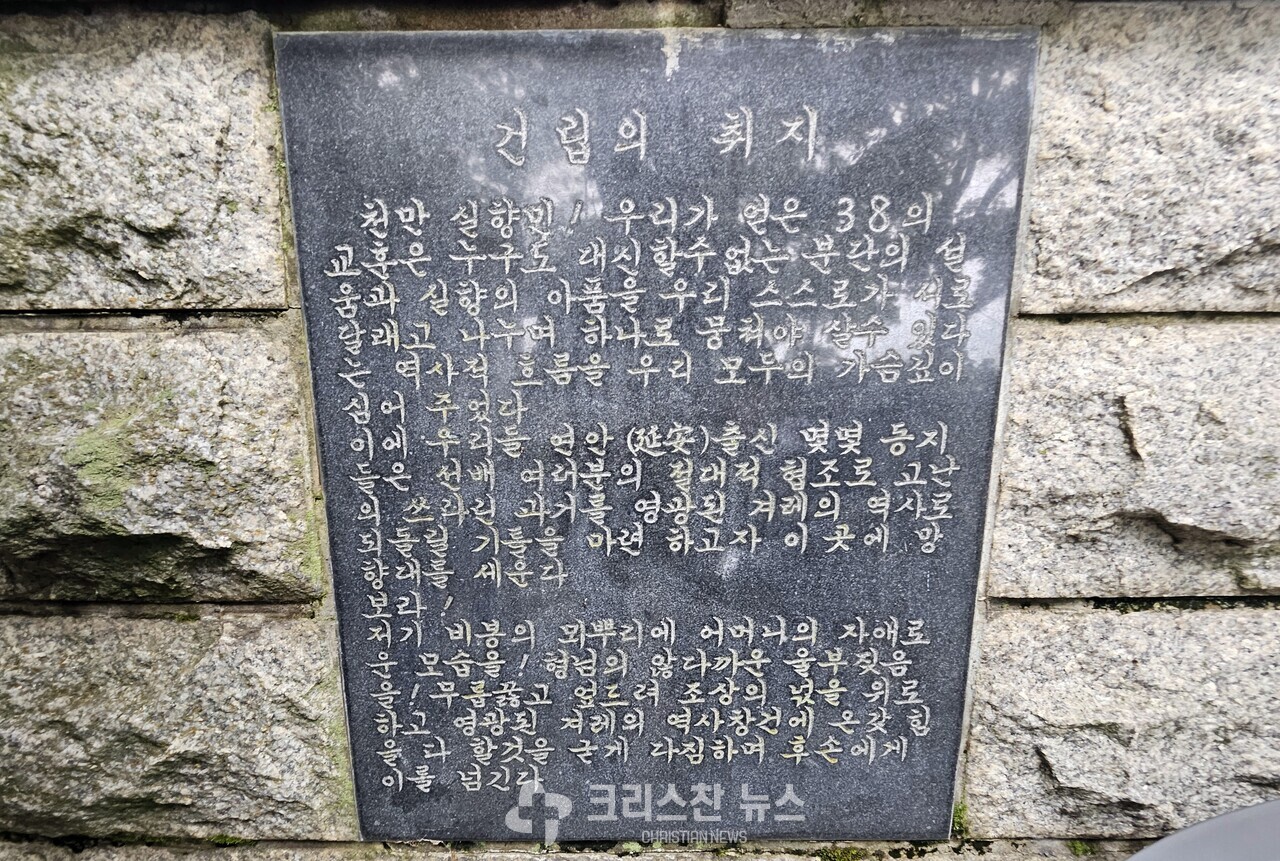 건립의 취지
천만 실향민! 우리가 얻은 38의
교훈은 누구도 대신할수 없는 분단의 설
움과 실향의 아픔을 우리 스스로가 서로
달래고 나누며 하나로 뭉쳐야 살수 있다
는 역사적 흐름을 우리 모두의 가슴깊이
심어 주었다
이에 우리들 연안(延安)출신 몇몇 동지
들은 선배 여러분의 절대적 협조로 고난
의 쓰라린 과거를 영광된 겨레의 역사로
되돌릴 기틀을 마련 하고자 이 곳에 망
향대를 세운다
보라!
저기 비봉의 뫼뿌리에 어머니의 자애로
운 모습을! 형님의 않다까운 울부짖음
을! 무릎꿇고 엎드려 조상의 넋을 위로
하고 영광된 겨레의 역사창건에 온갖 힘
을 다 할것을 굳게 다짐하며 후손에게
이를 넘긴다
크리스찬 뉴스
CHRISTIAN NEWS